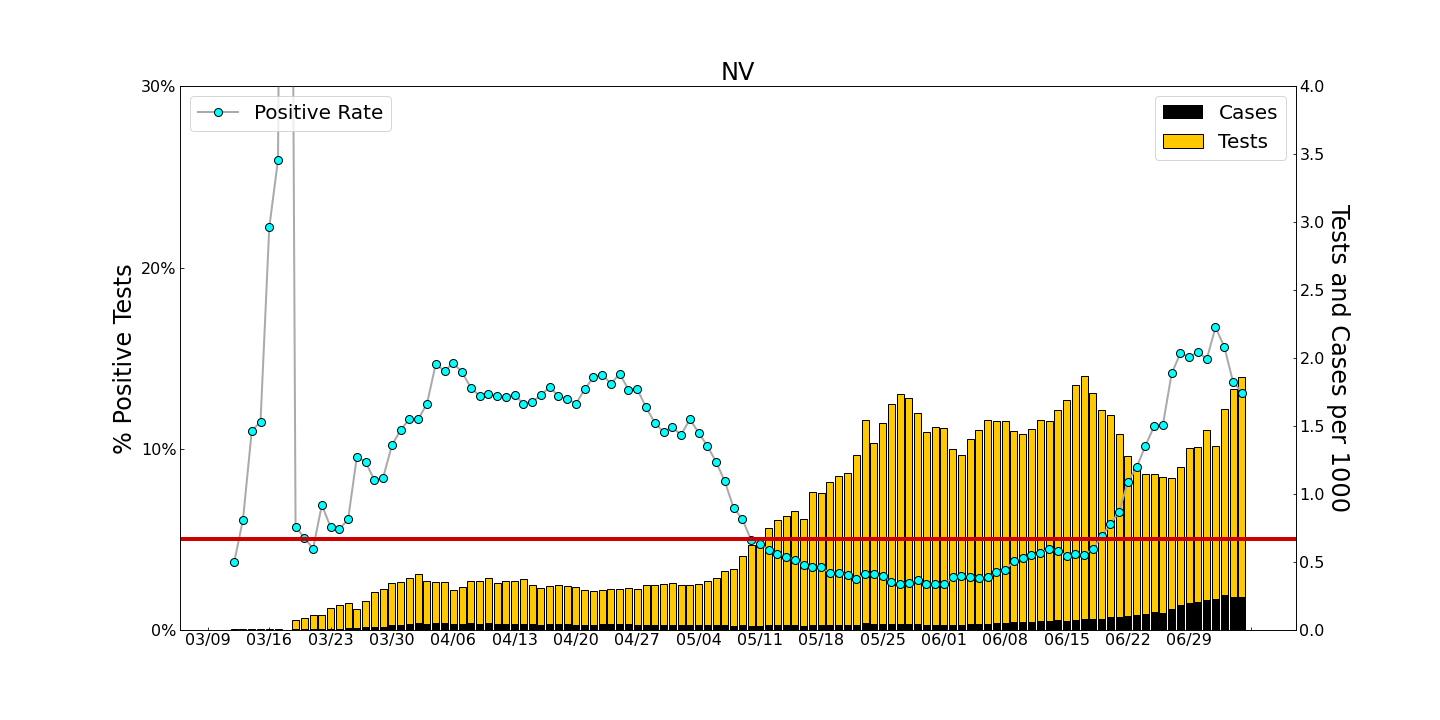 NV
30%
20%
10%
0%
% Positive Tests
Positive Rate
Cases
Tests
4.0
3.5
3.0
2.5
2.0
1.5
1.0
0.5
0.0
Tests and Cases per 1000
03/09 03/16 03/23 03/30 04/06 04/13 04/20 04/27 05/04 05/11 05/18 05/25 06/01 06/08 06/15 06/22 06/29